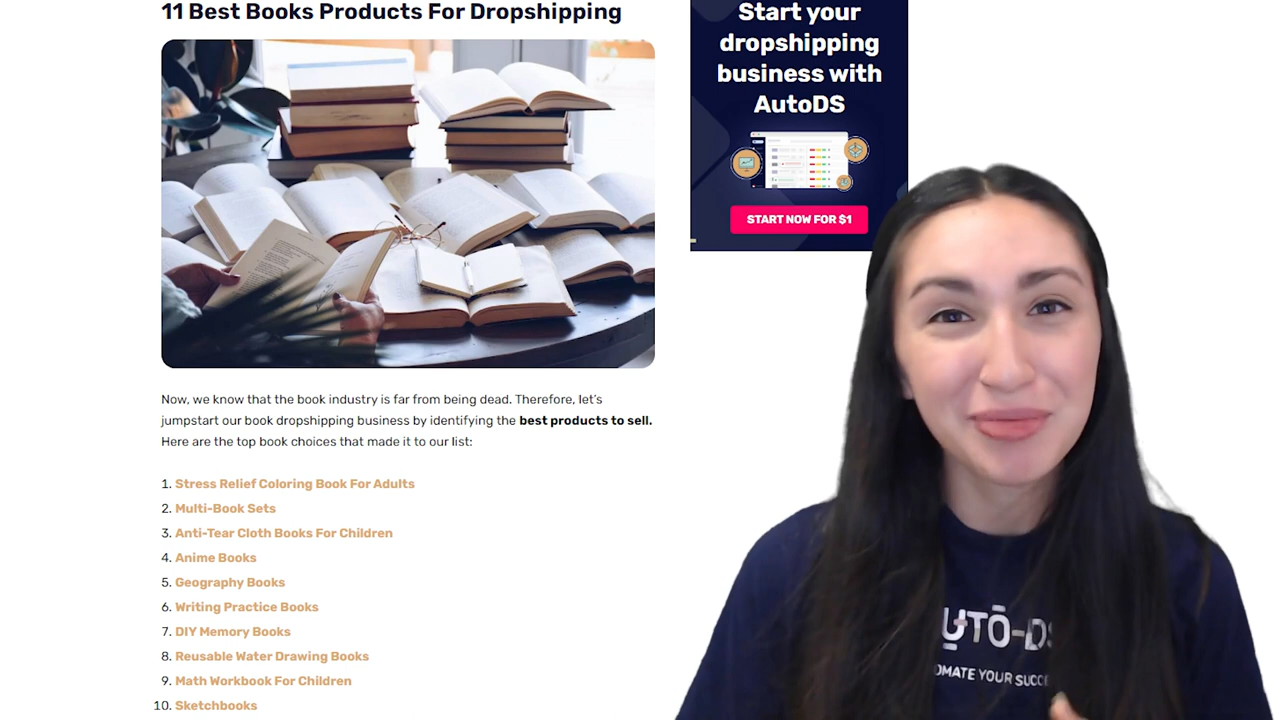 11 Best Books Products For Dropshipping
Now, we know that the book industry is far from being dead. Therefore, let's
jumpstart our book dropshipping business by identifying the best products to sell.
Here are the top book choices that made it to our list:
1. Stress Relief Coloring Book For Adults
2. Multi-Book Sets
3. Anti-Tear Cloth Books For Children
4. Anime Books
5. Geography Books
6. Writing Practice Books
7. DIY Memory Books
8. Reusable Water Drawing Books
9. Math Workbook For Children
10. Sketchbooks
Start your
dropshipping
business with
AutoDS
START NOW FOR $1
UTŌ-DS
OMATE YOUR SUCCE